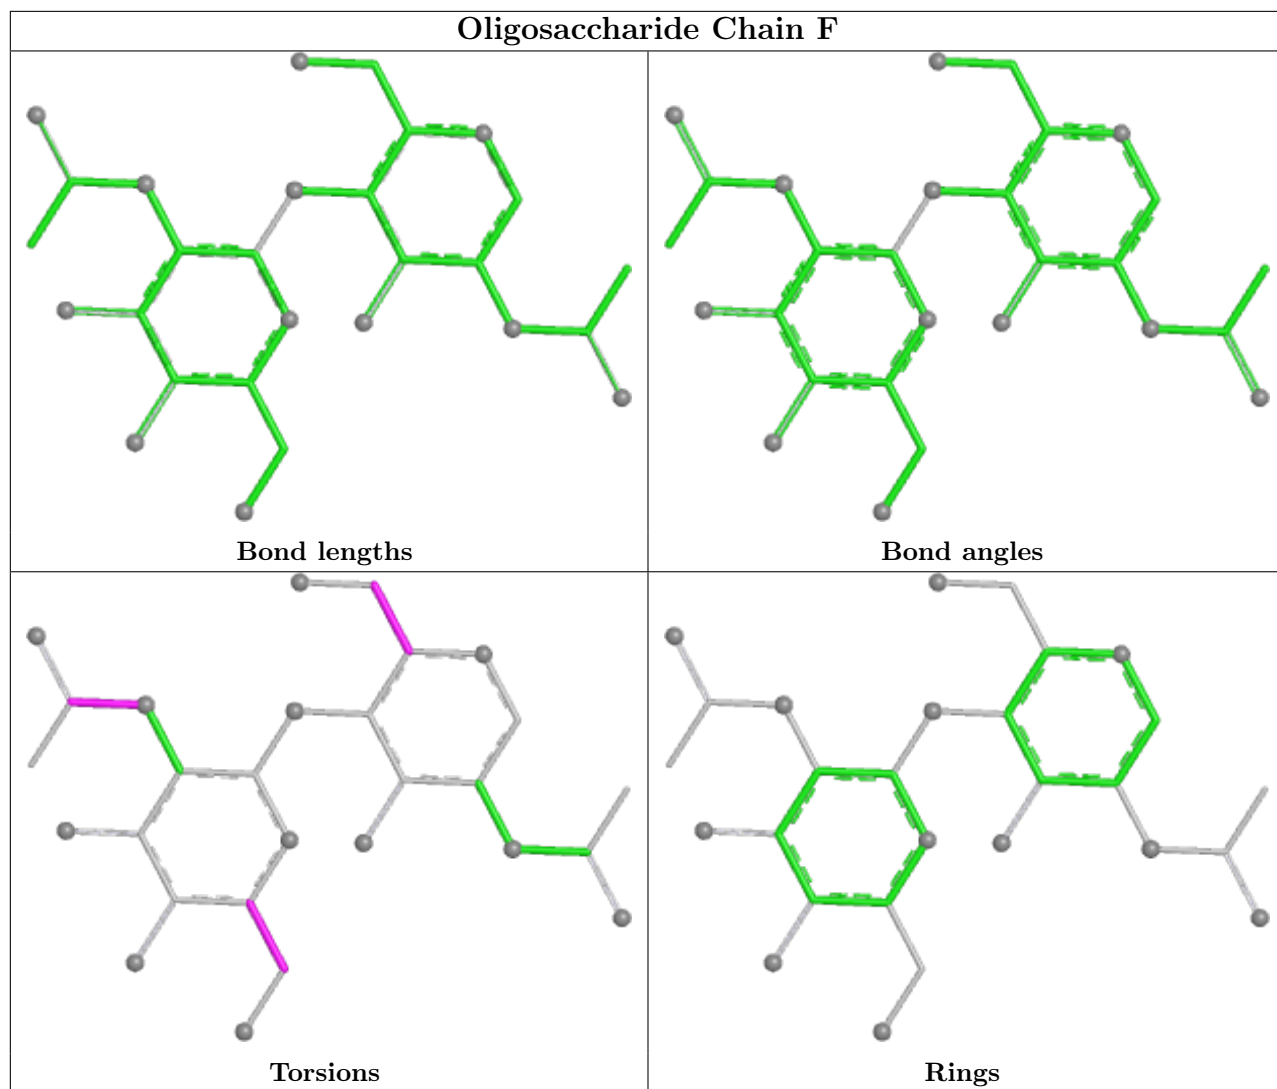 Oligosaccharide Chain F
Bond lengths
Bond angles
Torsions
Rings